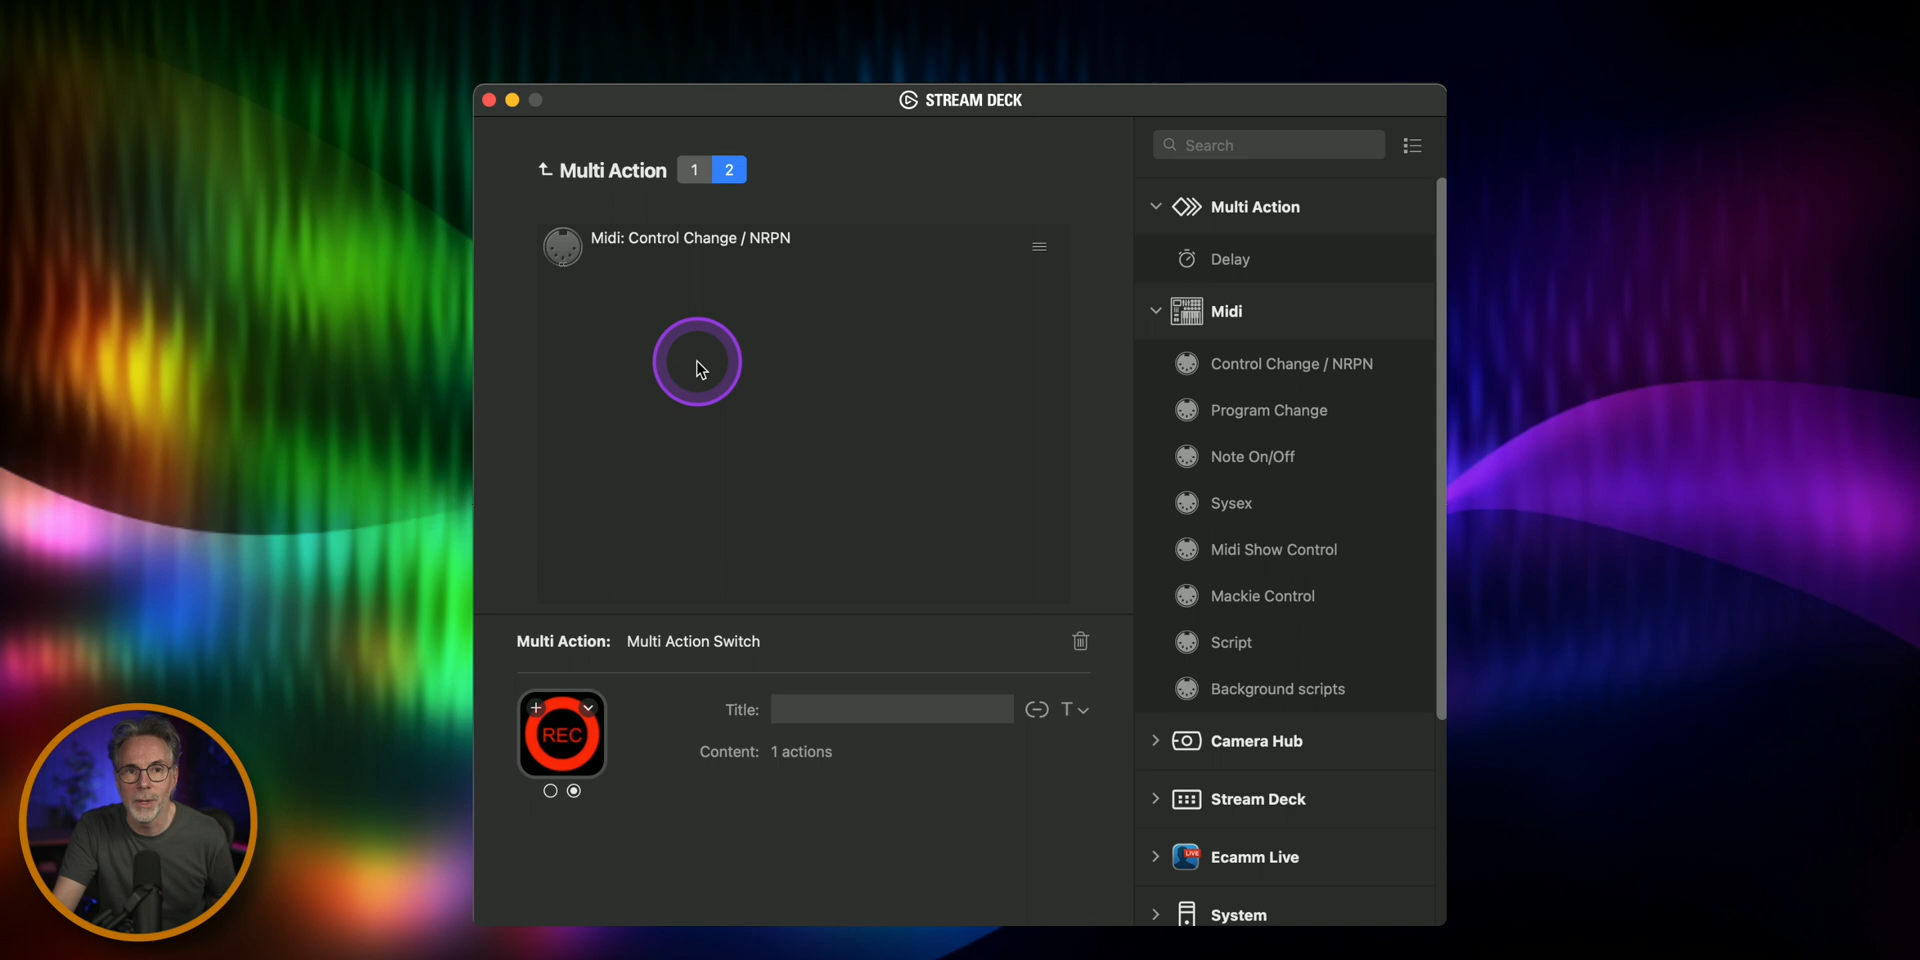 STREAM DECK
Multi Action 1 2
Midi: Control Change / NRPN
Multi Action: Multi Action Switch
REC
Title:
Content: 1 actions
Search
Multi Action
Delay
Midi
Control Change / NRPN
Program Change
Note On/Off
Sysex
Midi Show Control
Mackie Control
Script
Background scripts
Camera Hub
Stream Deck
LIVE
Ecamm Live
System
T